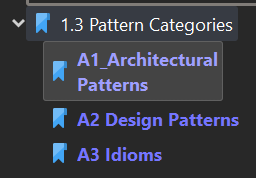 1.3 Pattern Categories
A1_Architectural
Patterns
A2 Design Patterns
A3 Idioms